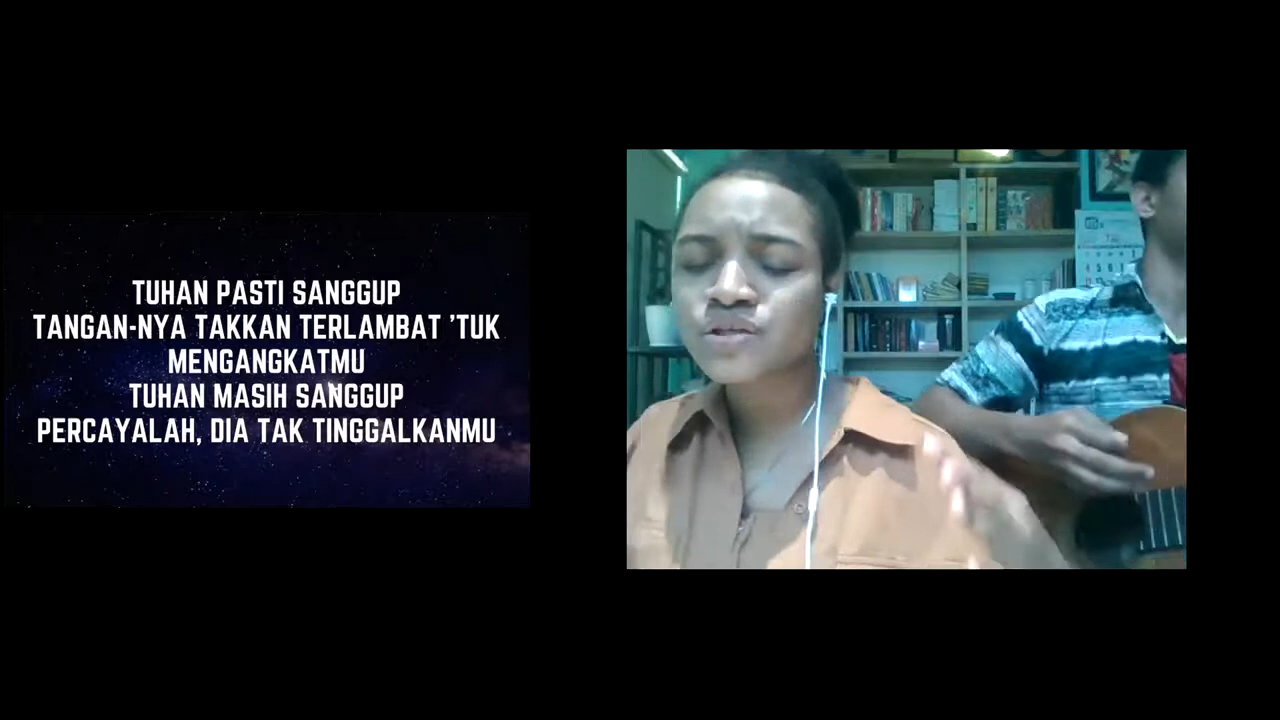 TUHAN PASTI SANGGUP
TANGAN-NYA TAKKAN TERLAMBAT 'TUK
MENGANGKATMU
TUHAN MASIH SANGGUP
PERCAYALAH, DIA TAK TINGGALKANMU